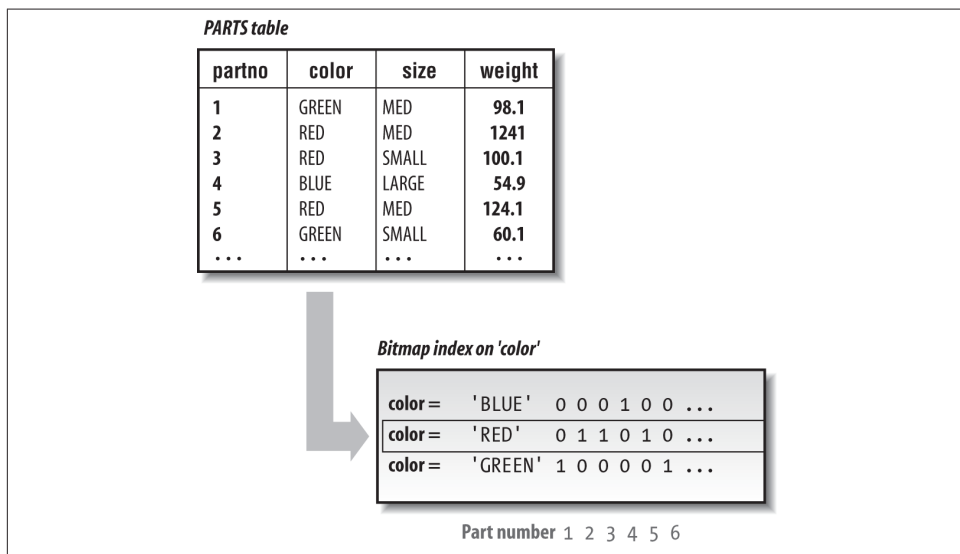 PARTS table
partno color size weight
1 GREEN MED 98.1
2 RED MED 1241
3 RED SMALL 100.1
4 BLUE LARGE 54.9
5 RED MED 124.1
6 GREEN SMALL 60.1
... ... ... ...
Bitmap index on 'color'
color = 'BLUE' 0 0 0 1 0 0 ...
color = 'RED' 0 1 1 0 1 0 ...
color = 'GREEN' 1 0 0 0 0 1 ...
Part number 1 2 3 4 5 6